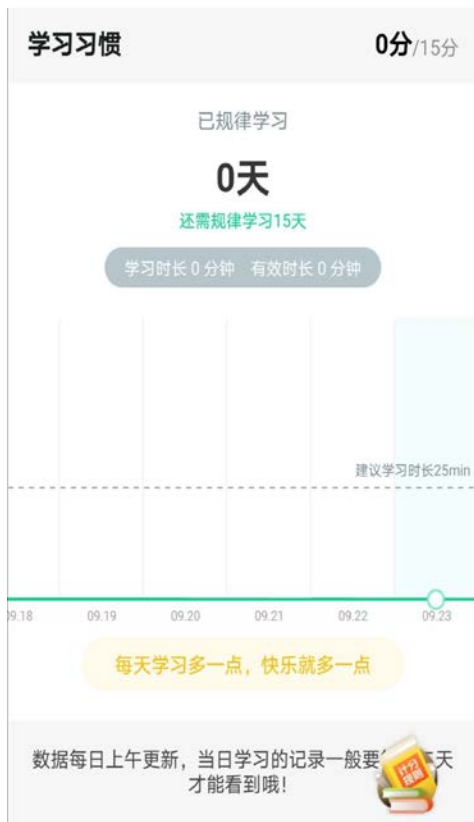 学习习惯
0分/15分
已规律学习
0天
还需规律学习15天
学习时长 0 分钟 有效时长 0 分钟
建议学习时长25min
9.18 09.19 09.20 09.21 09.22 09.23
每天学习多一点，快乐就多一点
数据每日上午更新，当日学习的记录一般要 天
才能看到哦！
计分
规则